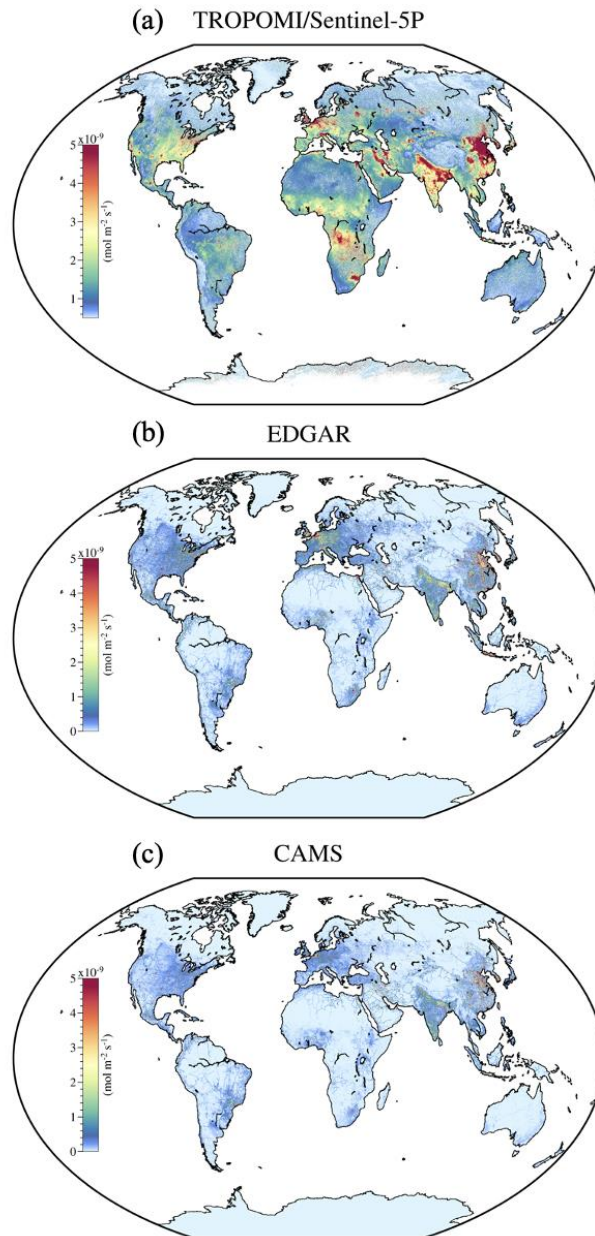 (a) TROPOMI/Sentinel-5P
5 x10⁻⁹
4
3
2
1
(mol m⁻² s⁻¹)
(b) EDGAR
5 x10⁻⁹
4
3
2
1
0
(mol m⁻² s⁻¹)
(c) CAMS
5 x10⁻⁹
4
3
2
1
0
(mol m⁻² s⁻¹)